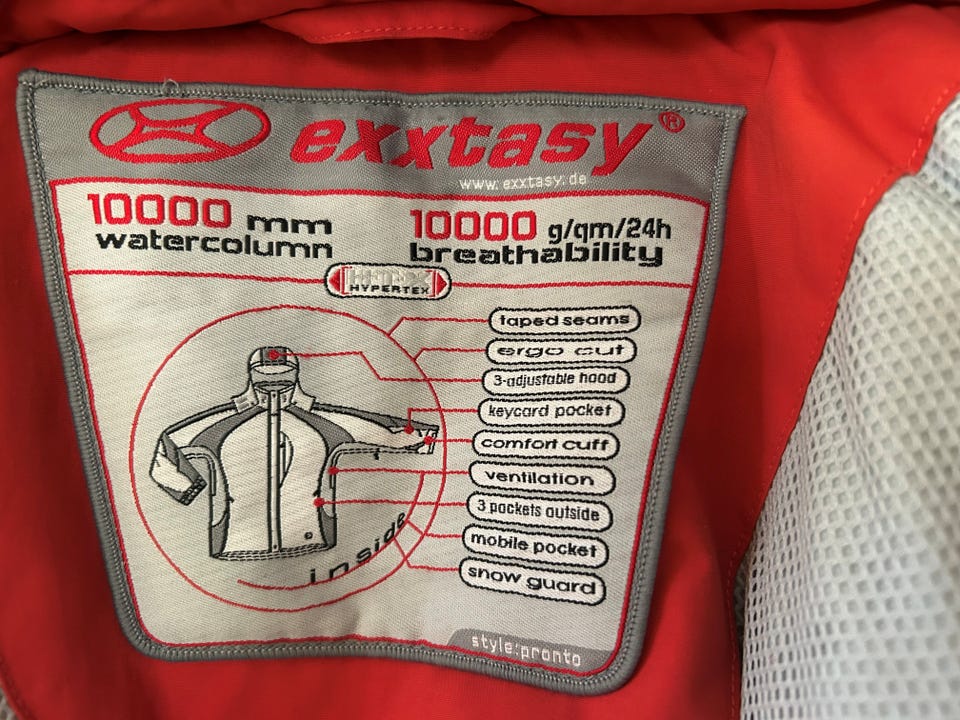 exxtasy®
www.exxtasy.de
10000 mm
watercolumn
10000 g/qm/24h
breathability
HYPERTEX
taped seams
ergo cut
3-adjustable hood
keycard pocket
comfort cuff
ventilation
3 pockets outside
mobile pocket
snow guard
inside
style:pronto